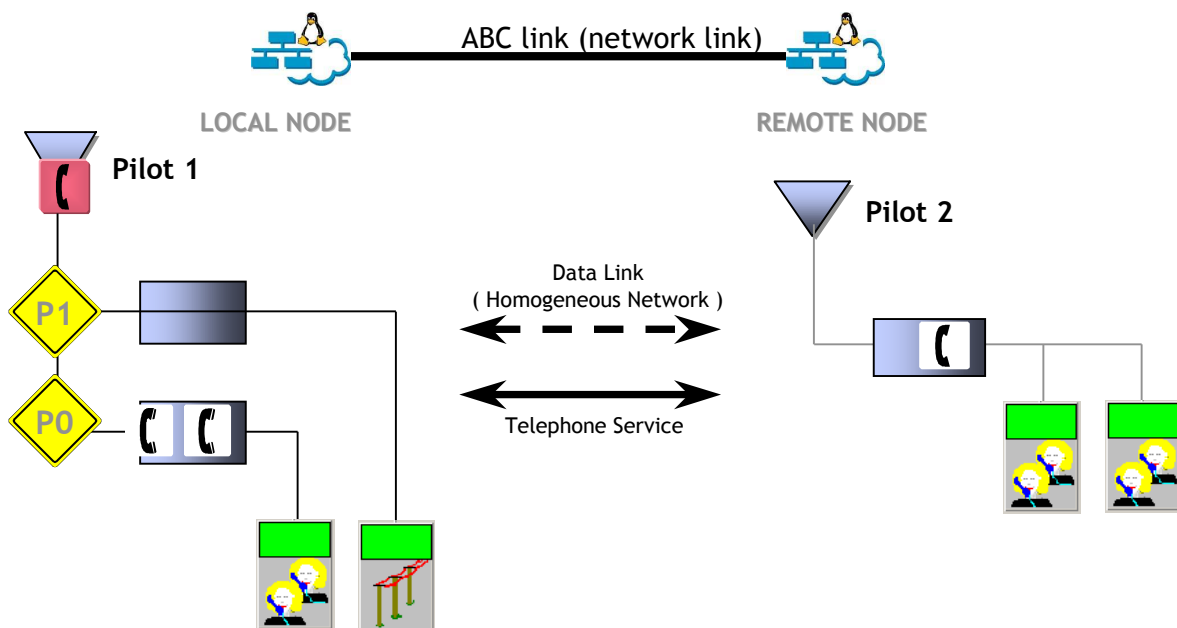 ABC link (network link)
LOCAL NODE
REMOTE NODE
Pilot 1
Pilot 2
Data Link
( Homogeneous Network )
P1
P0
Telephone Service